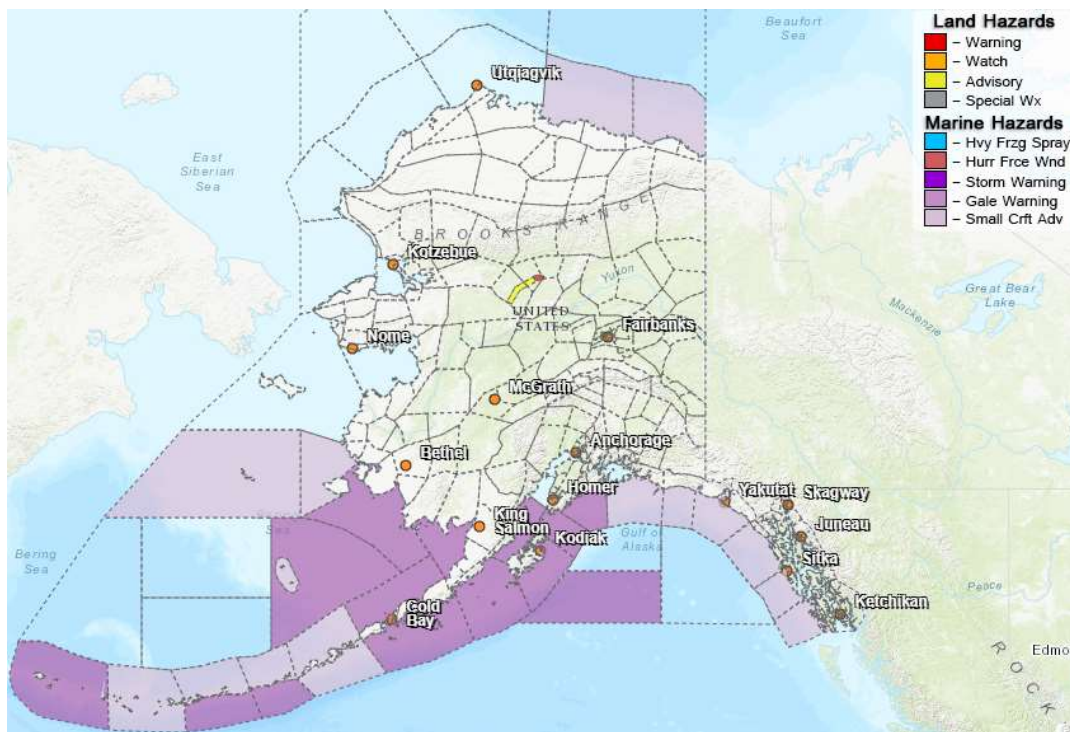 Beaufort
Sea
Land Hazards
– Warning
– Watch
– Advisory
– Special Wx
Marine Hazards
– Hvy Frzg Spray
– Hurr Frce Wnd
– Storm Warning
– Gale Warning
– Small Crft Adv
Utqiagvik
East
Siberian
Sea
BROOKS RANGE
Kotzebue
Yukon
Great Bear
Lake
Mackenzie
UNITED
STATES
Nome
Fairbanks
McGrath
Anchorage
Bethel
Homer
Yakutat
Skagway
King
Salmon
Juneau
Kodiak
Gulf of
Alaska
Sitka
Bering
Sea
Sea
Peace
Cold
Bay
Ketchikan
Edmo
ROCK